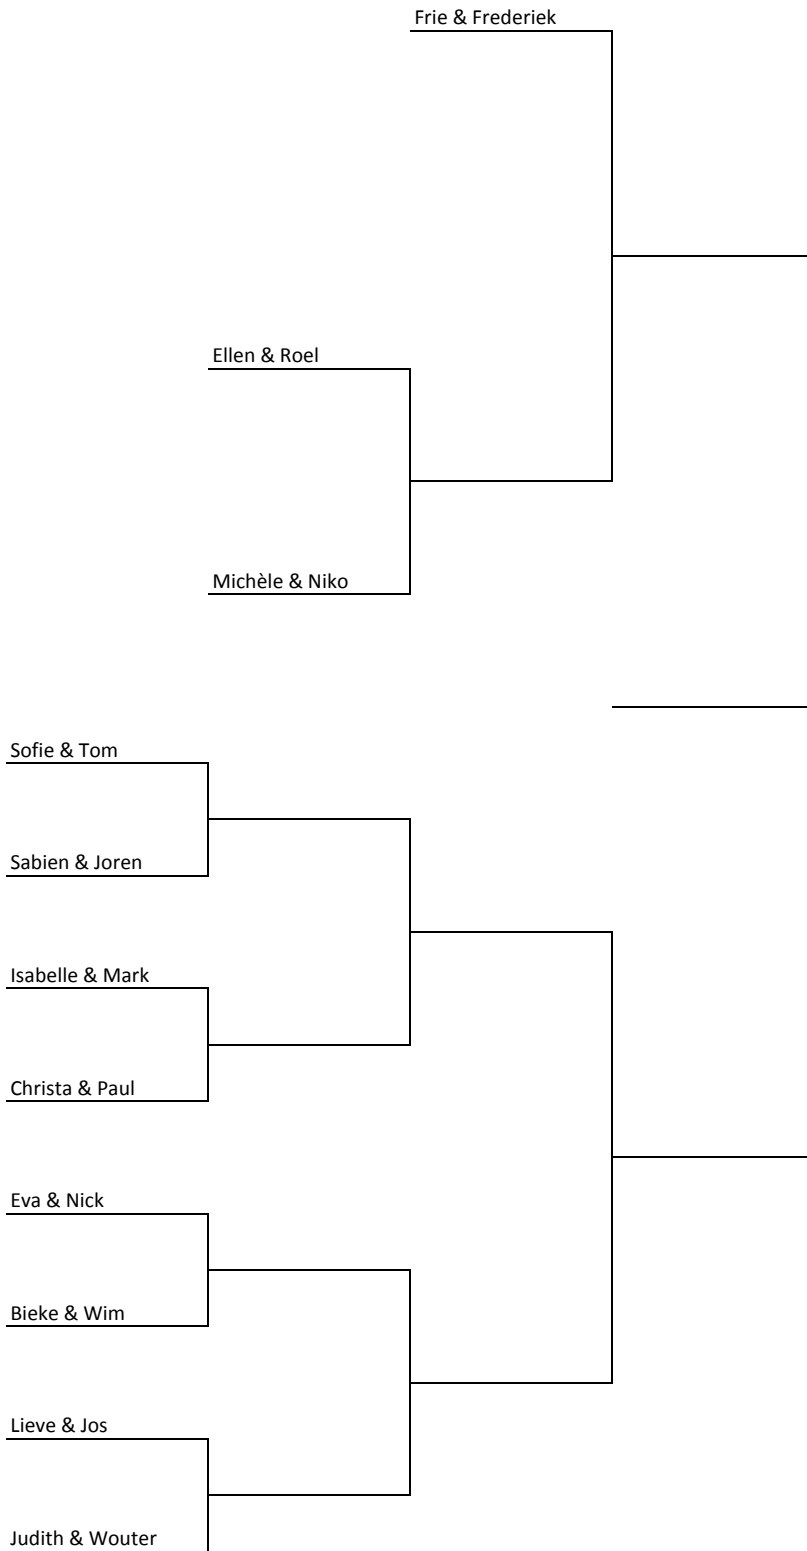 Frie & Frederiek
Ellen & Roel
Michèle & Niko
Sofie & Tom
Sabien & Joren
Isabelle & Mark
Christa & Paul
Eva & Nick
Bieke & Wim
Lieve & Jos
Judith & Wouter